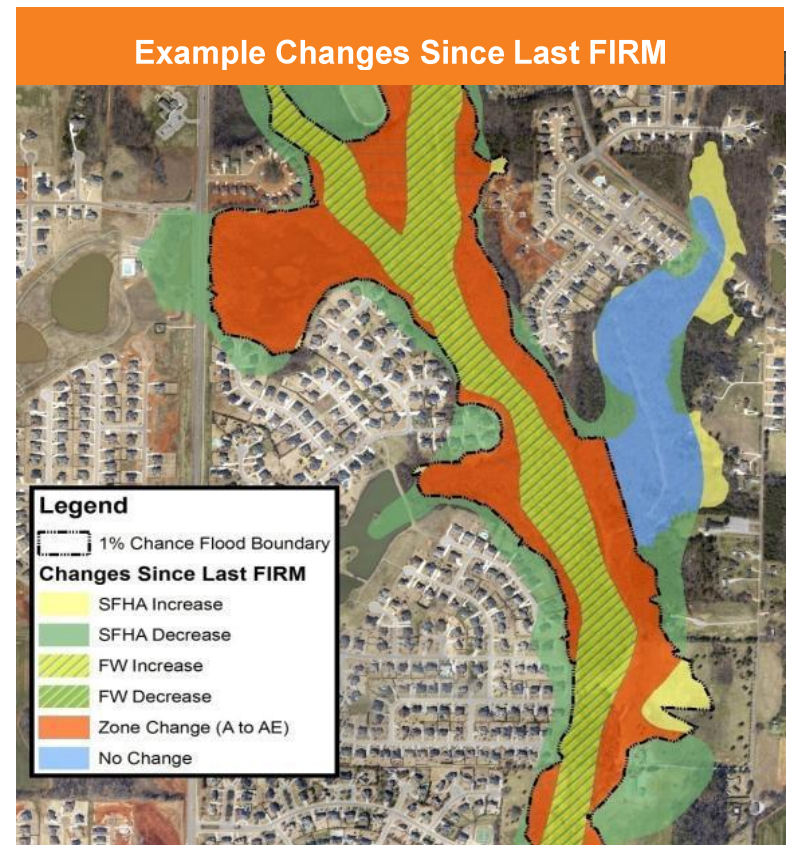 Example Changes Since Last FIRM
Legend
1% Chance Flood Boundary
Changes Since Last FIRM
SFHA Increase
SFHA Decrease
FW Increase
FW Decrease
Zone Change (A to AE)
No Change